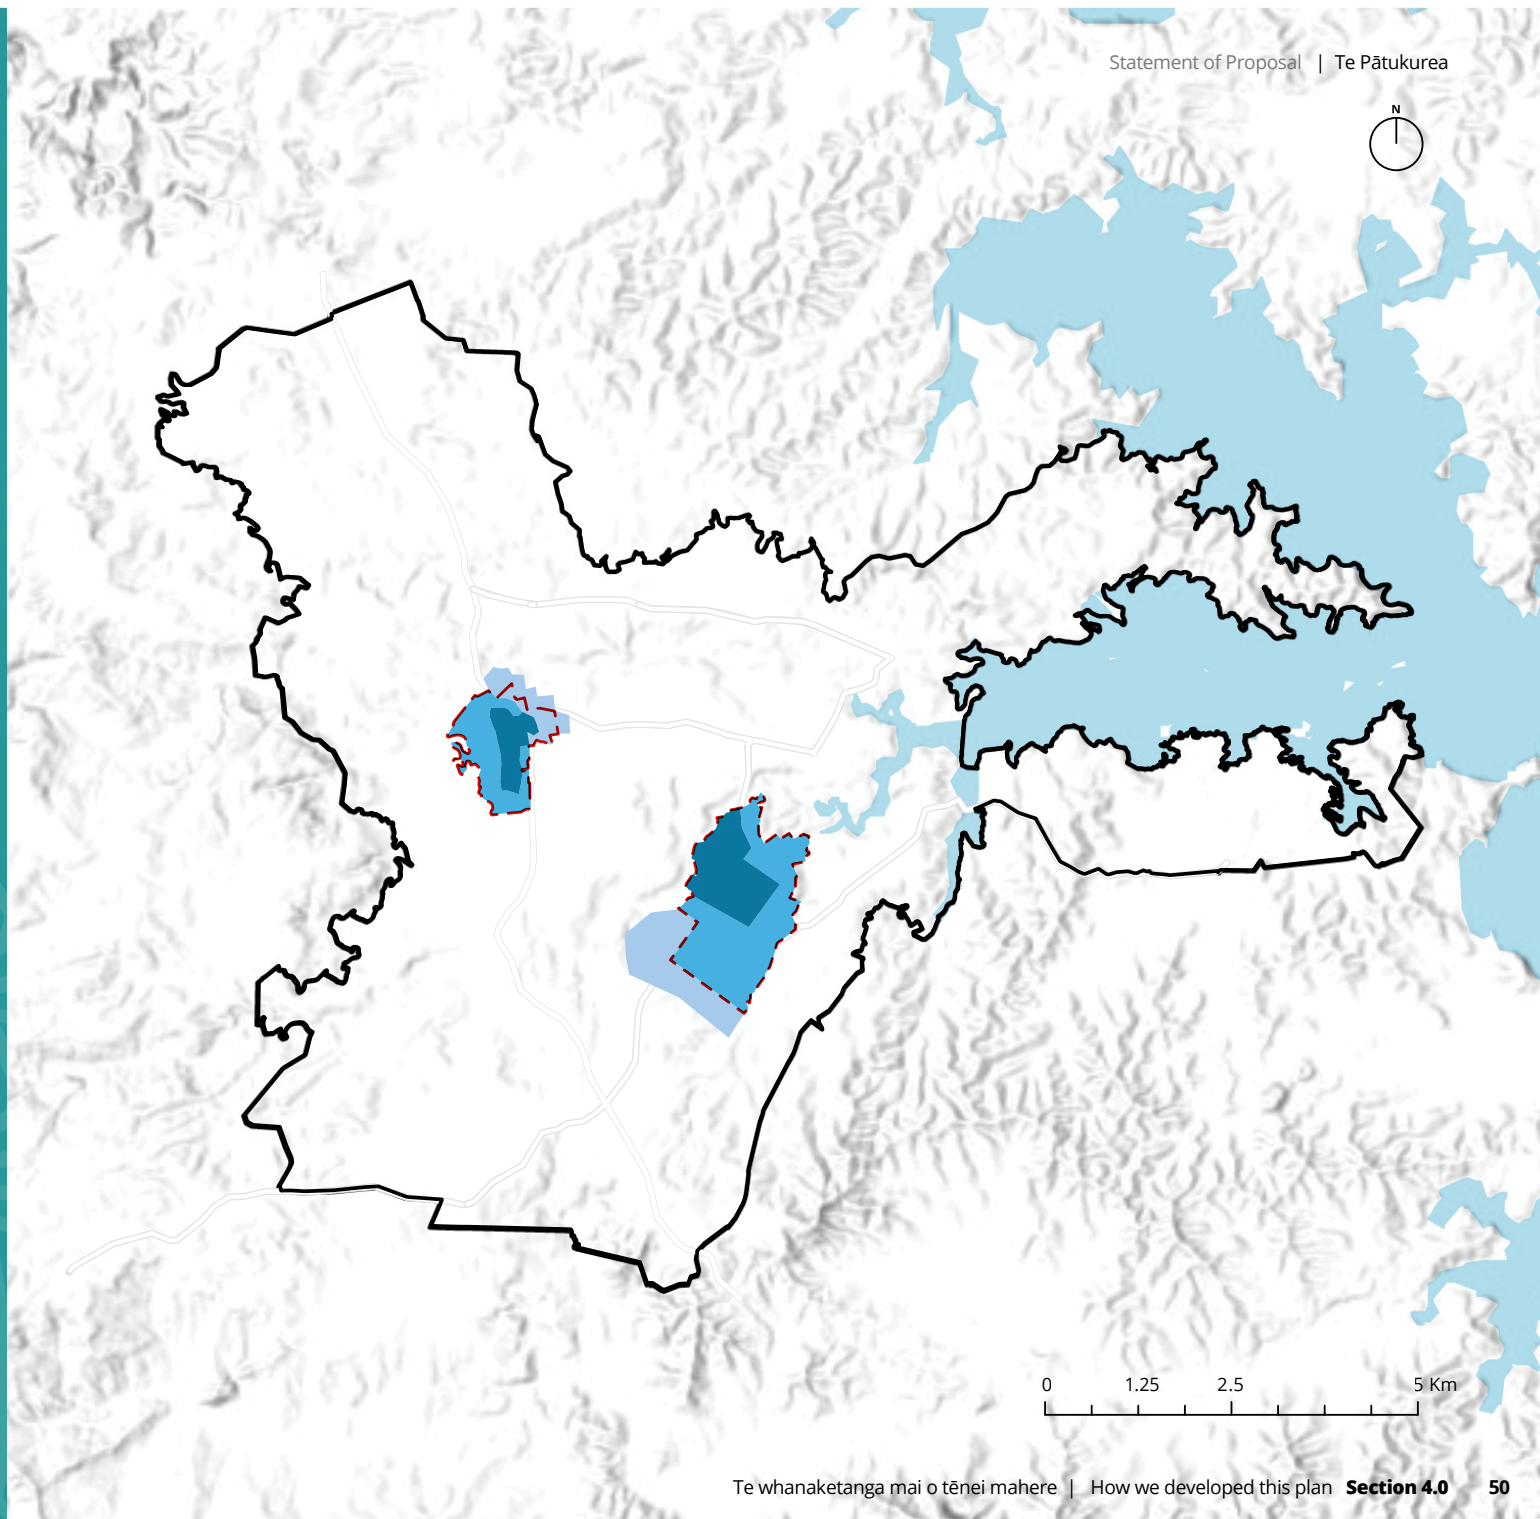 Statement of Proposal | Te Pātukurea
N
0 1.25 2.5 5 Km
Te whanaketanga mai o tēnei mahere | How we developed this plan Section 4.0 50